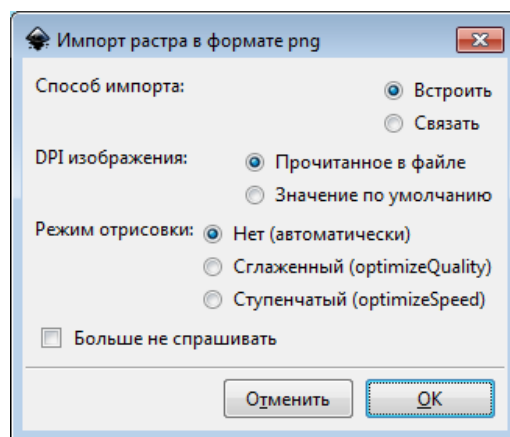 Импорт растра в формате png
Способ импорта:
Встроить
Связать
DPI изображения:
Прочитанное в файле
Значение по умолчанию
Режим отрисовки:
Нет (автоматически)
Сглаженный (optimizeQuality)
Ступенчатый (optimizeSpeed)
Больше не спрашивать
Отменить
OK